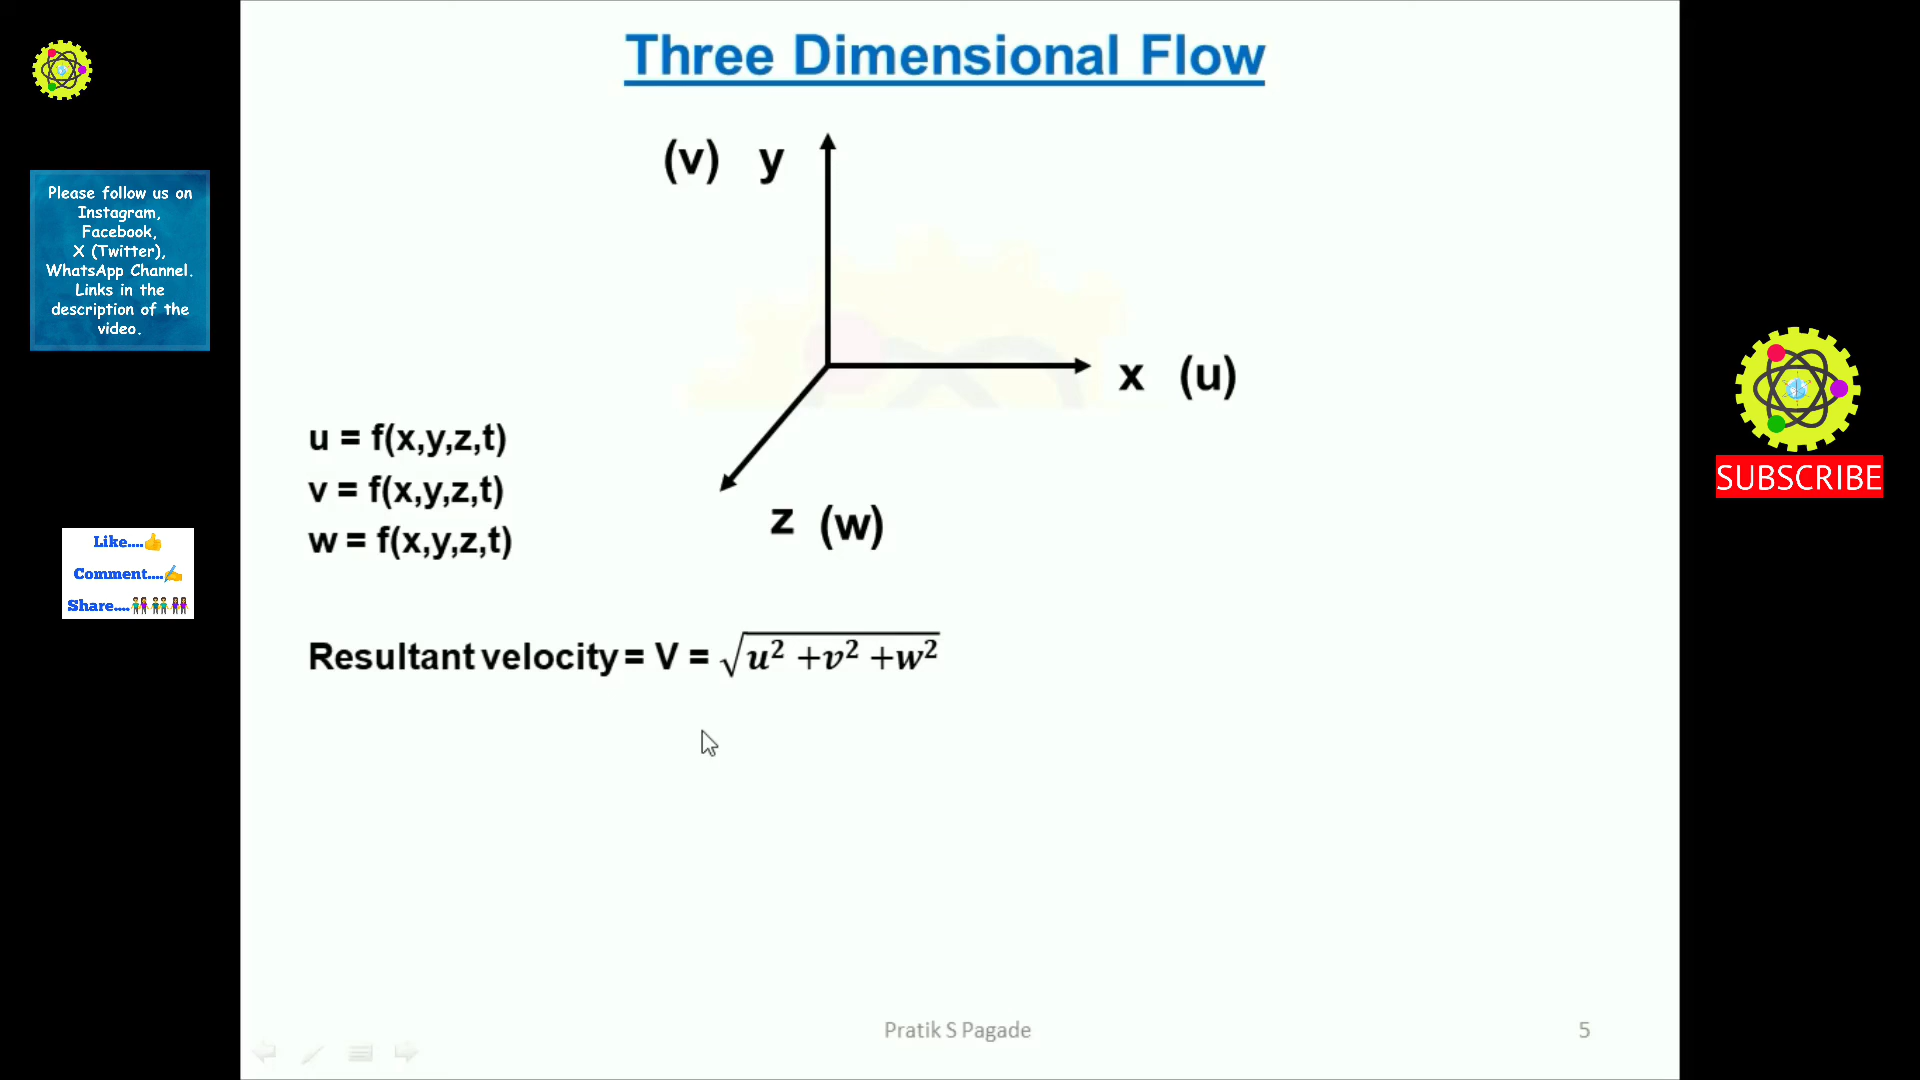 Three Dimensional Flow
(v) y
x (u)
z (w)
u = f(x,y,z,t)
v = f(x,y,z,t)
w = f(x,y,z,t)
Resultant velocity = V = √u² +v² +w²
Pratik S Pagade
5
Please follow us on
Instagram,
Facebook,
X (Twitter),
WhatsApp Channel.
Links in the
description of the
video.
Like....👍
Comment....✍
Share....👫👫👭
SUBSCRIBE